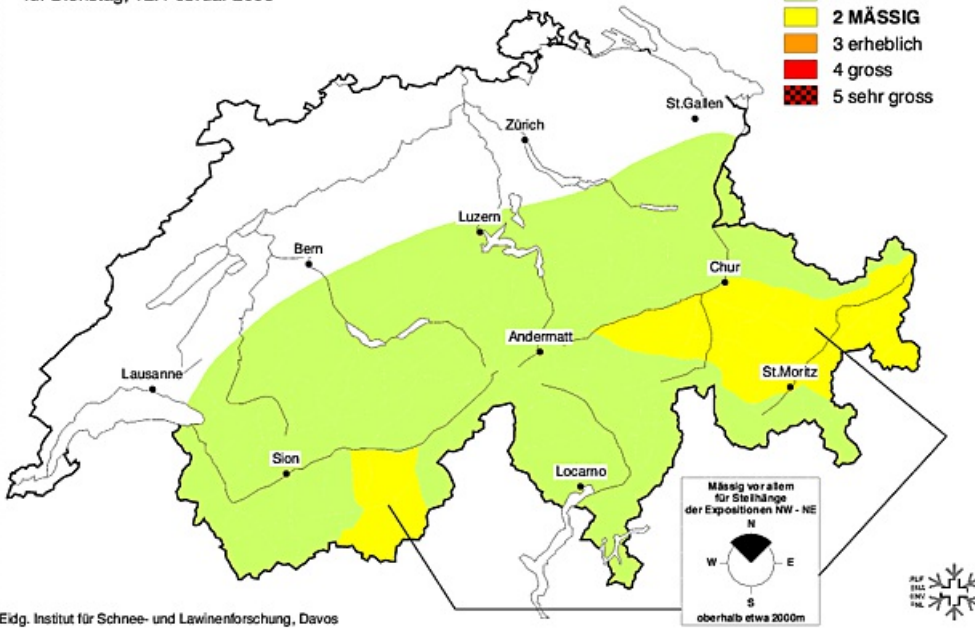 2 MÄSSIG
3 erheblich
4 gross
5 sehr gross
St.Gallen
Zürich
Luzern
Bern
Chur
Andermatt
Lausanne
St.Moritz
Sion
Locarno
Mässig vor allem
für Steilhänge
der Expositionen NW - NE
N
W
E
S
oberhalb etwa 2000m
SLF
Eidg. Institut für Schnee- und Lawinenforschung, Davos